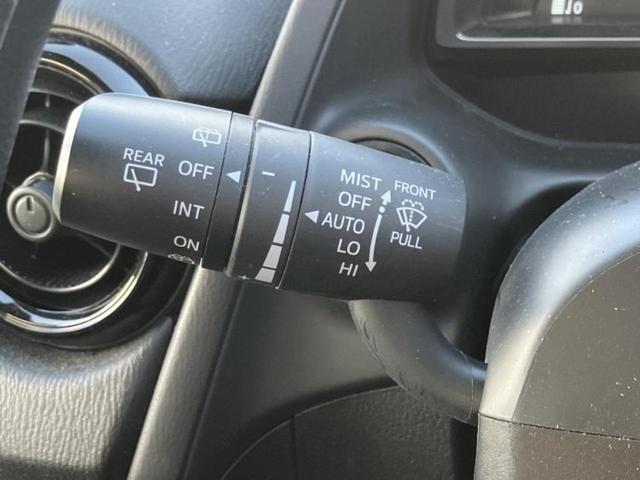 REAR
OFF
INT
ON
MIST
OFF
AUTO
LO
HI
FRONT
PULL